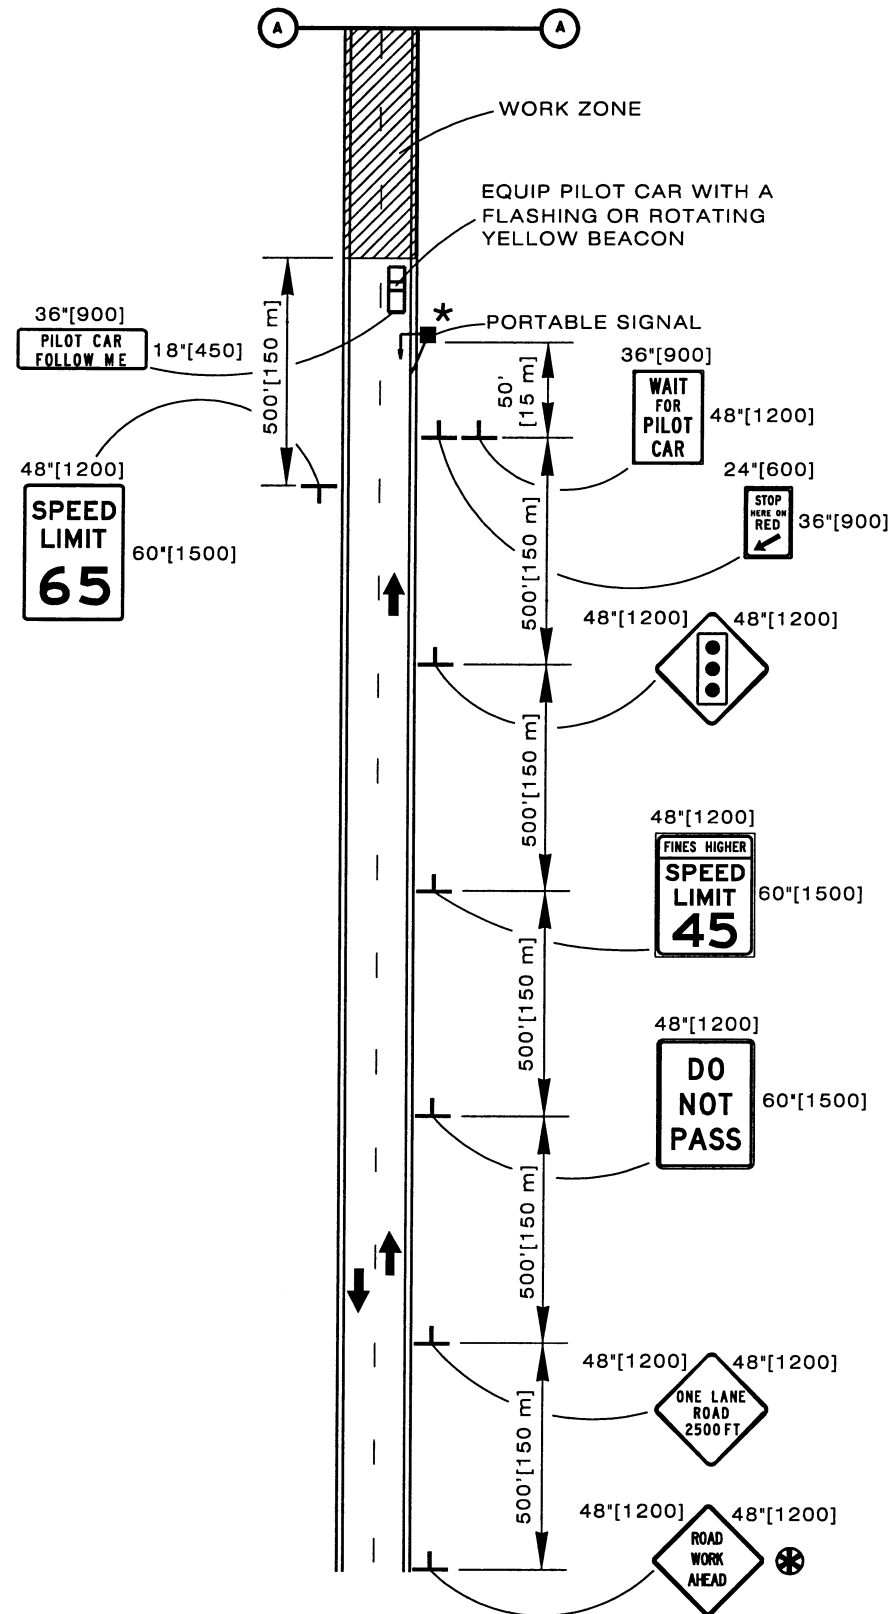 A
A
WORK ZONE
EQUIP PILOT CAR WITH A
FLASHING OR ROTATING
YELLOW BEACON
36"[900]
PILOT CAR
FOLLOW ME
18"[450]
500'[150 m]
*
PORTABLE SIGNAL
50'
[15 m]
36"[900]
WAIT
FOR
PILOT
CAR
48"[1200]
48"[1200]
SPEED
LIMIT
65
60"[1500]
24"[600]
STOP
HERE ON
RED
36"[900]
500'[150 m]
48"[1200]
48"[1200]
500'[150 m]
48"[1200]
FINES HIGHER
SPEED
LIMIT
45
60"[1500]
500'[150 m]
48"[1200]
DO
NOT
PASS
60"[1500]
500'[150 m]
48"[1200]
48"[1200]
ONE LANE
ROAD
2500 FT
500'[150 m]
48"[1200]
48"[1200]
ROAD
WORK
AHEAD